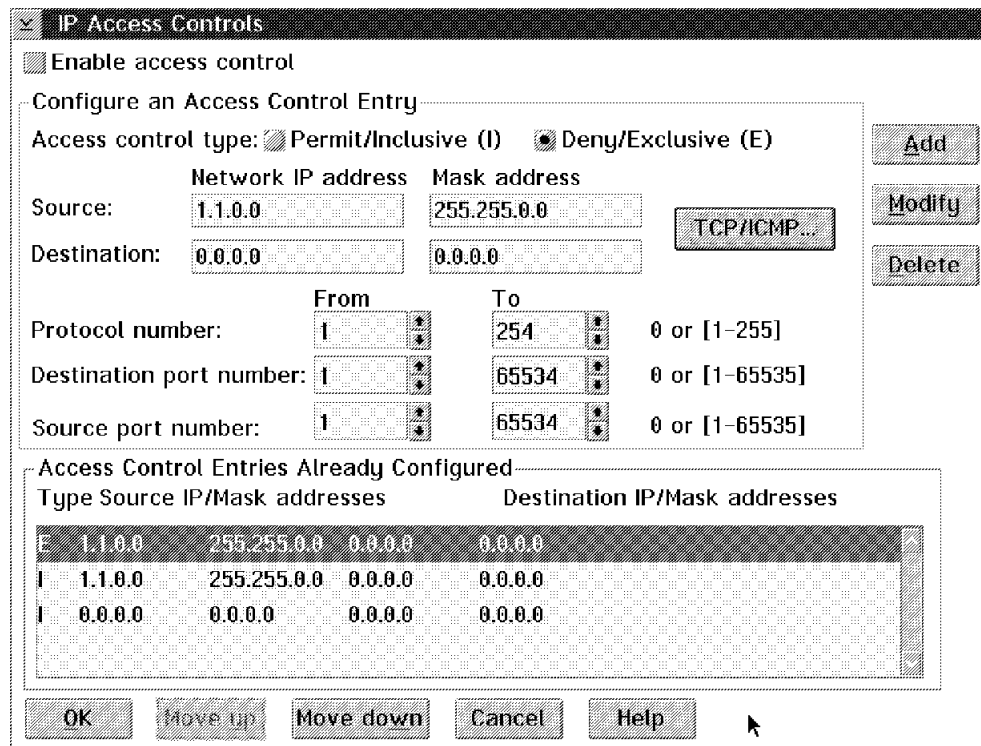 IP Access Controls
Enable access control
Configure an Access Control Entry
Access control type: Permit/Inclusive (I) Deny/Exclusive (E)
Add
Network IP address Mask address
Source: 1.1.0.0 255.255.0.0
Modify
TCP/ICMP...
Destination: 0.0.0.0 0.0.0.0
Delete
From To
Protocol number: 1 254 0 or [1-255]
Destination port number: 1 65534 0 or [1-65535]
Source port number: 1 65534 0 or [1-65535]
Access Control Entries Already Configured
Type Source IP/Mask addresses Destination IP/Mask addresses
E 1.1.0.0 255.255.0.0 0.0.0.0 0.0.0.0
I 1.1.0.0 255.255.0.0 0.0.0.0 0.0.0.0
I 0.0.0.0 0.0.0.0 0.0.0.0 0.0.0.0
OK Move up Move down Cancel Help